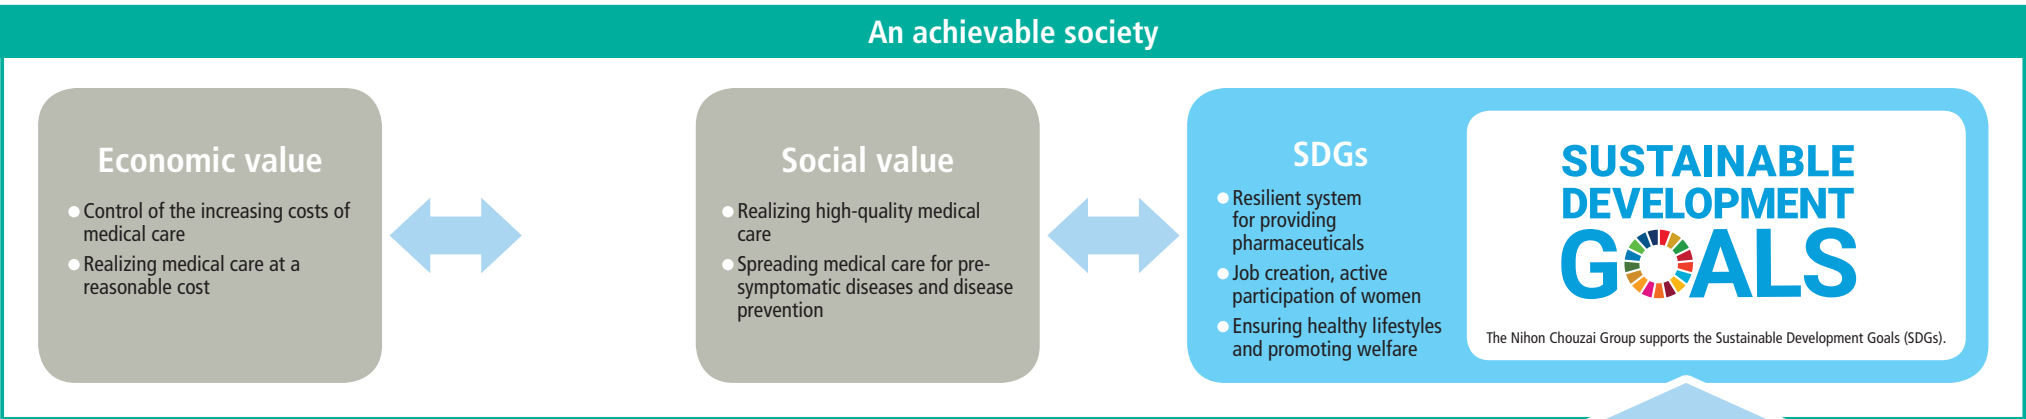 An achievable society
Economic value
● Control of the increasing costs of
medical care
● Realizing medical care at a
reasonable cost
Social value
● Realizing high-quality medical
care
● Spreading medical care for pre-
symptomatic diseases and disease
prevention
SDGs
● Resilient system
for providing
pharmaceuticals
● Job creation, active
participation of women
● Ensuring healthy lifestyles
and promoting welfare
SUSTAINABLE
DEVELOPMENT
GOALS
The Nihon Chouzai Group supports the Sustainable Development Goals (SDGs).